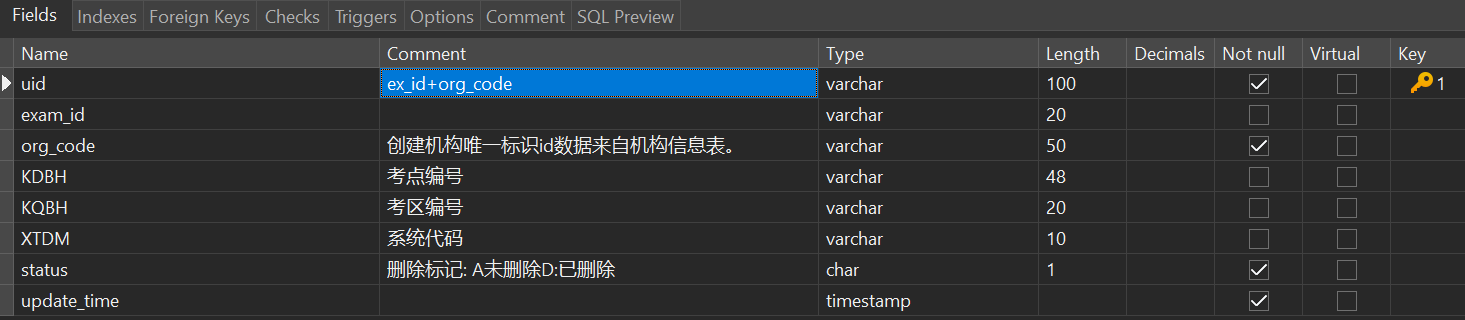 Fields Indexes Foreign Keys Checks Triggers Options Comment SQL Preview
Name Comment Type Length Decimals Not null Virtual Key
uid ex_id+org_code varchar 100 1
exam_id varchar 20
org_code 创建机构唯一标识id数据来自机构信息表。 varchar 50
KDBH 考点编号 varchar 48
KQBH 考区编号 varchar 20
XTDM 系统代码 varchar 10
status 删除标记: A未删除D:已删除 char 1
update_time timestamp